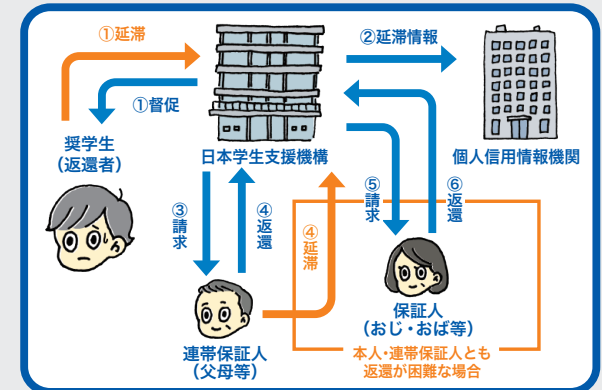 ①延滞
②延滞情報
①督促
奨学生
(返還者)
日本学生支援機構
個人信用情報機関
③請求
④返還
④延滞
⑤請求
⑥返還
保証人
(おじ・おば等)
連帯保証人
(父母等)
本人・連帯保証人とも
返還が困難な場合